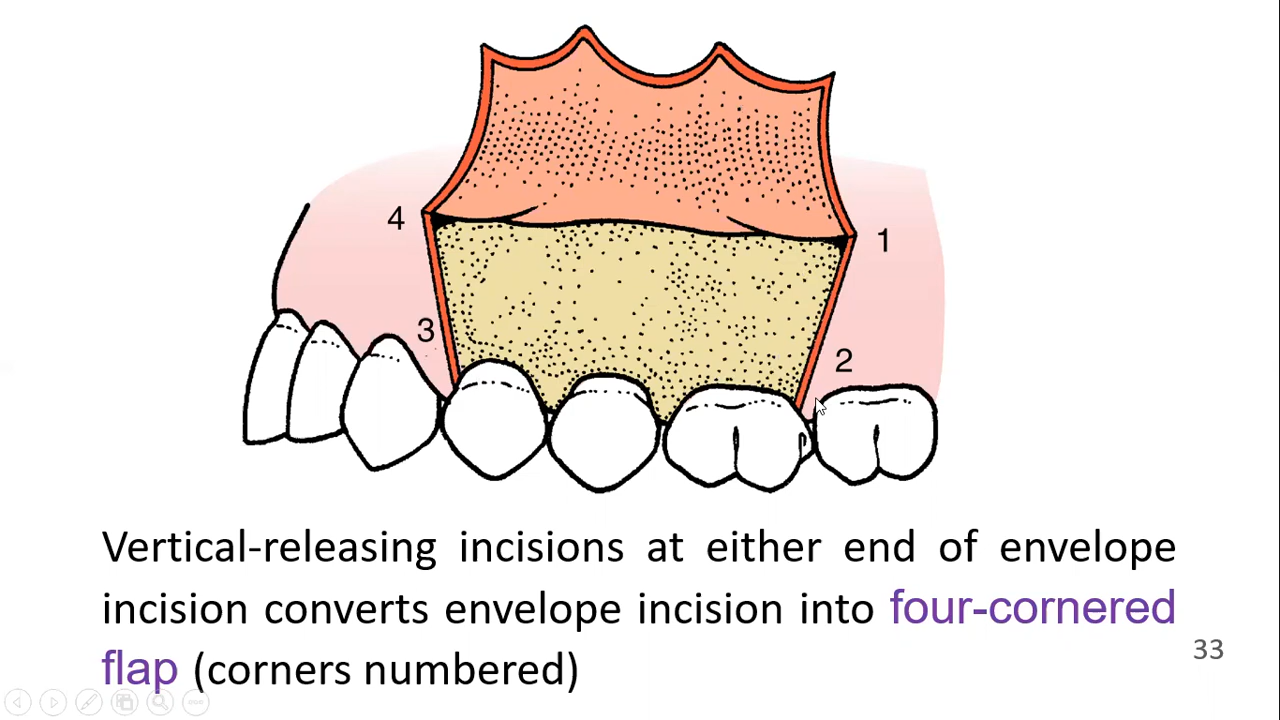 4
1
3
2
Vertical-releasing incisions at either end of envelope
incision converts envelope incision into four-cornered
flap (corners numbered)
33